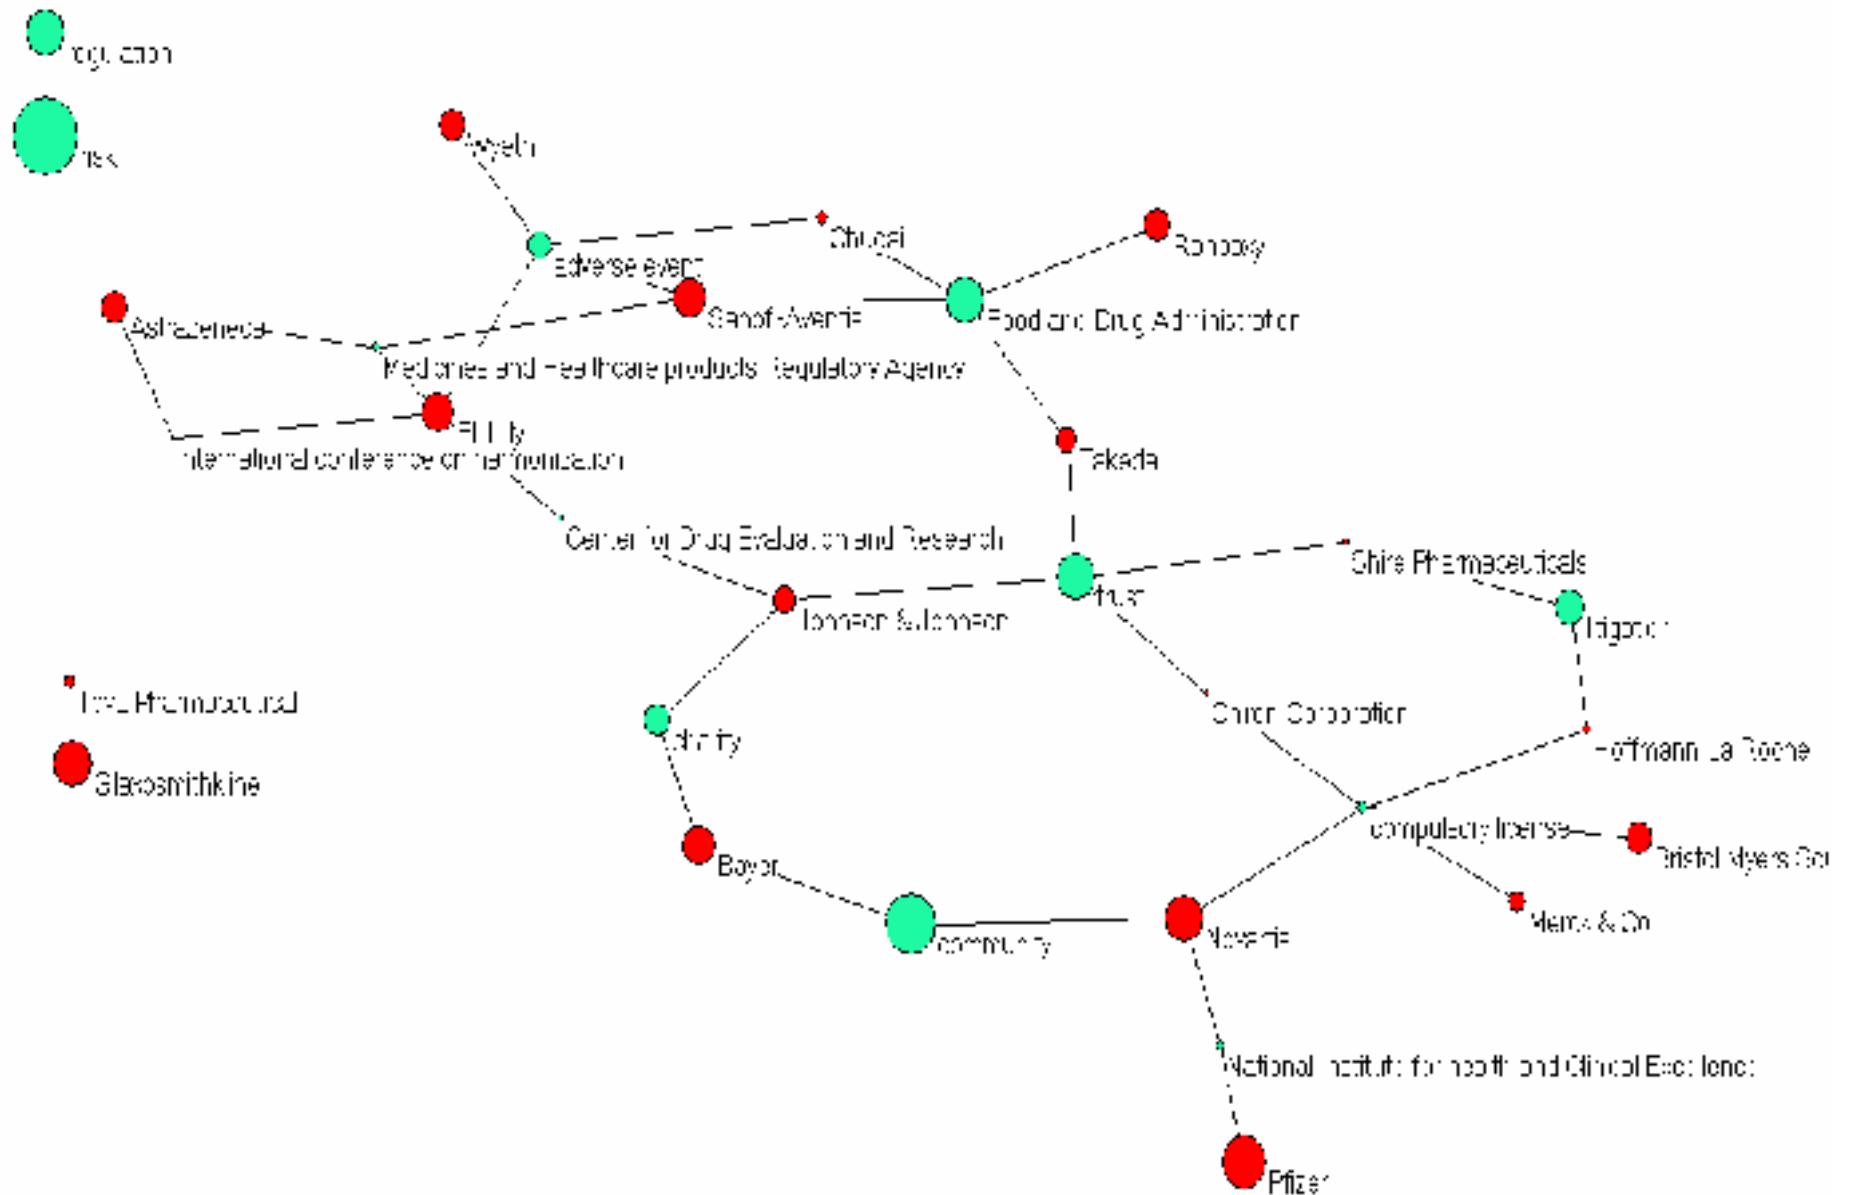 regulation
risk
Wyeth
Chugai
Ranbaxy
adverse event
Sanofi-Aventis
Food and Drug Administration
Astrazeneca
Medicines and Healthcare products Regulatory Agency
Eli Lilly
International conference on harmonization
Takeda
Center for Drug Evaluation and Research
Shire Pharmaceuticals
trust
Johnson & Johnson
litigation
Pharmaceutical
Chiron Corporation
charity
Hoffmann La Roche
Glaxosmithkline
compulsory license
Bristol Myers
Bayer
Merck & Co
community
Novartis
National Institute for health and Clinical Excellence
Pfizer